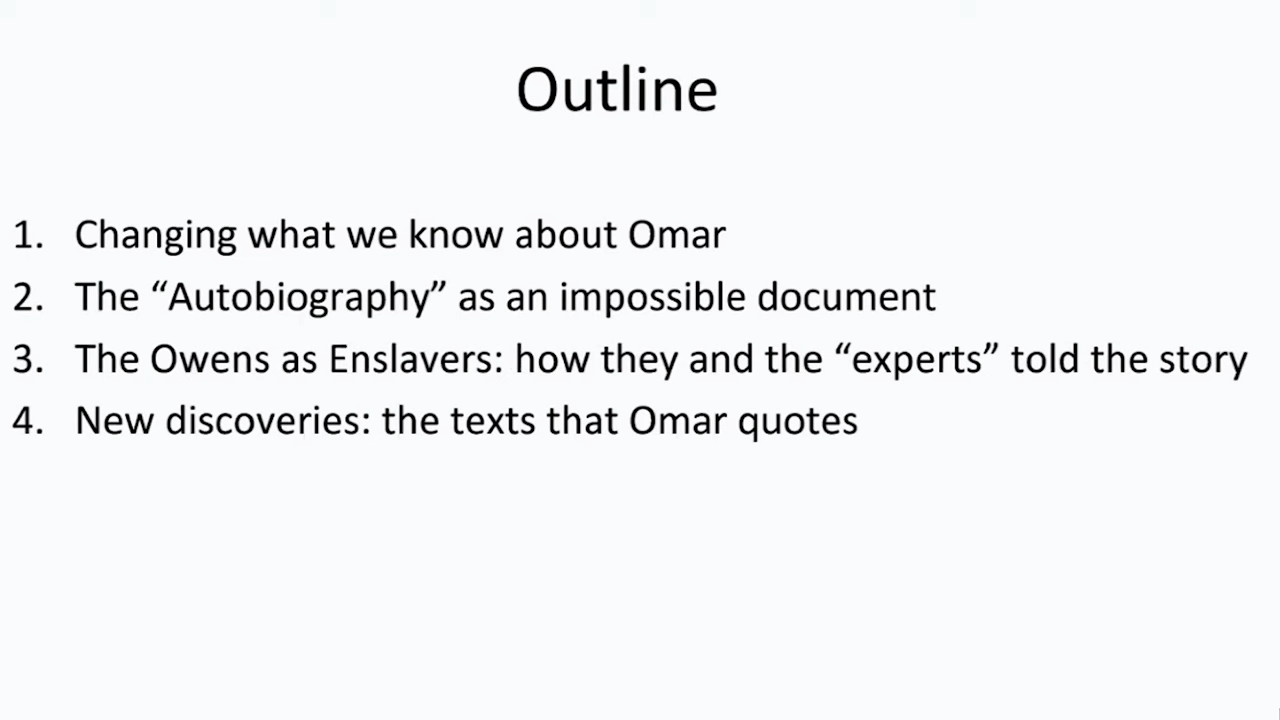 Outline
1. Changing what we know about Omar
2. The “Autobiography” as an impossible document
3. The Owens as Enslavers: how they and the “experts” told the story
4. New discoveries: the texts that Omar quotes